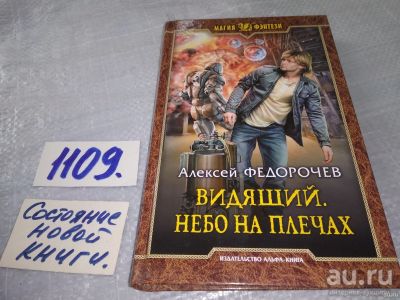 МАГИЯ ФЭНТЕЗИ
Алексей ФЕДОРОЧЕВ
ВИДЯЩИЙ.
НЕБО НА ПЛЕЧАХ
ИЗДАТЕЛЬСТВО АЛЬФА-КНИГА
1109.
Состояние
новой
книги.
au.ru